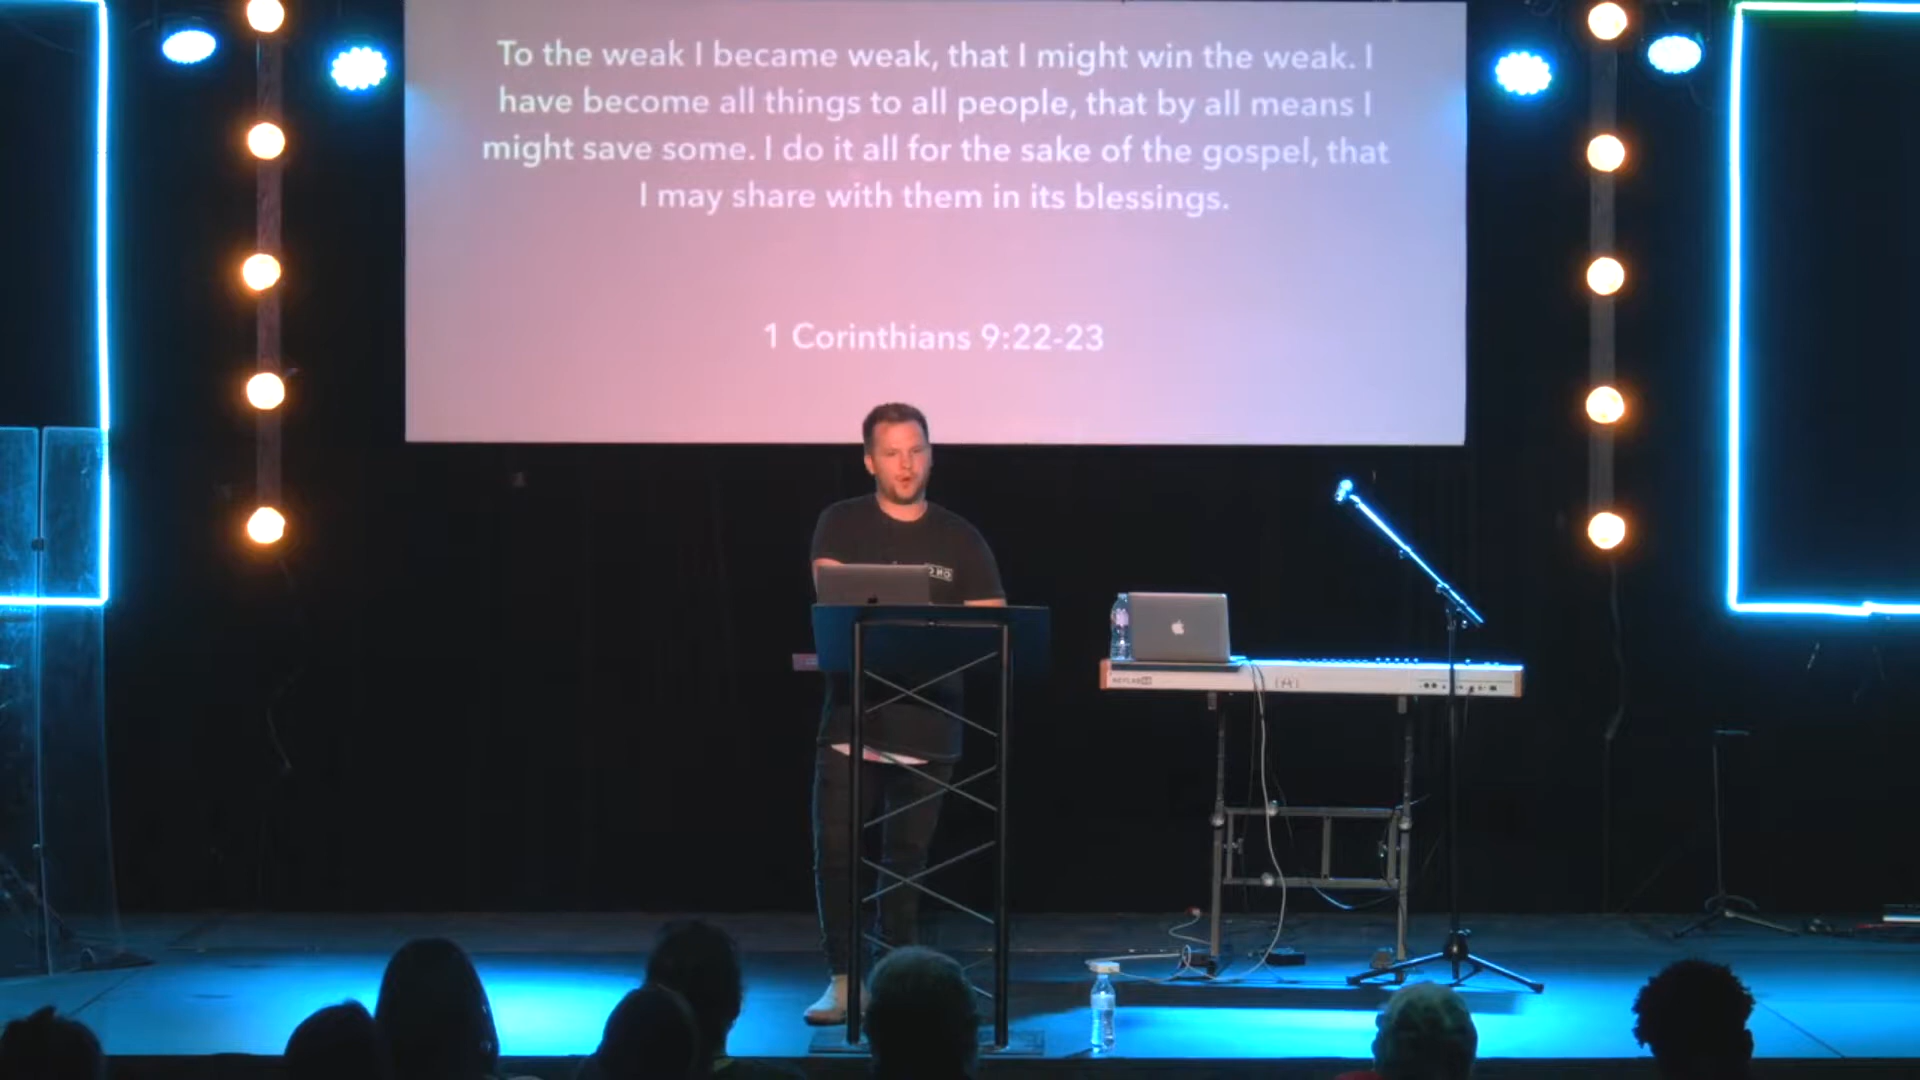 To the weak I became weak, that I might win the weak. I
have become all things to all people, that by all means I
might save some. I do it all for the sake of the gospel, that
I may share with them in its blessings.
1 Corinthians 9:22-23